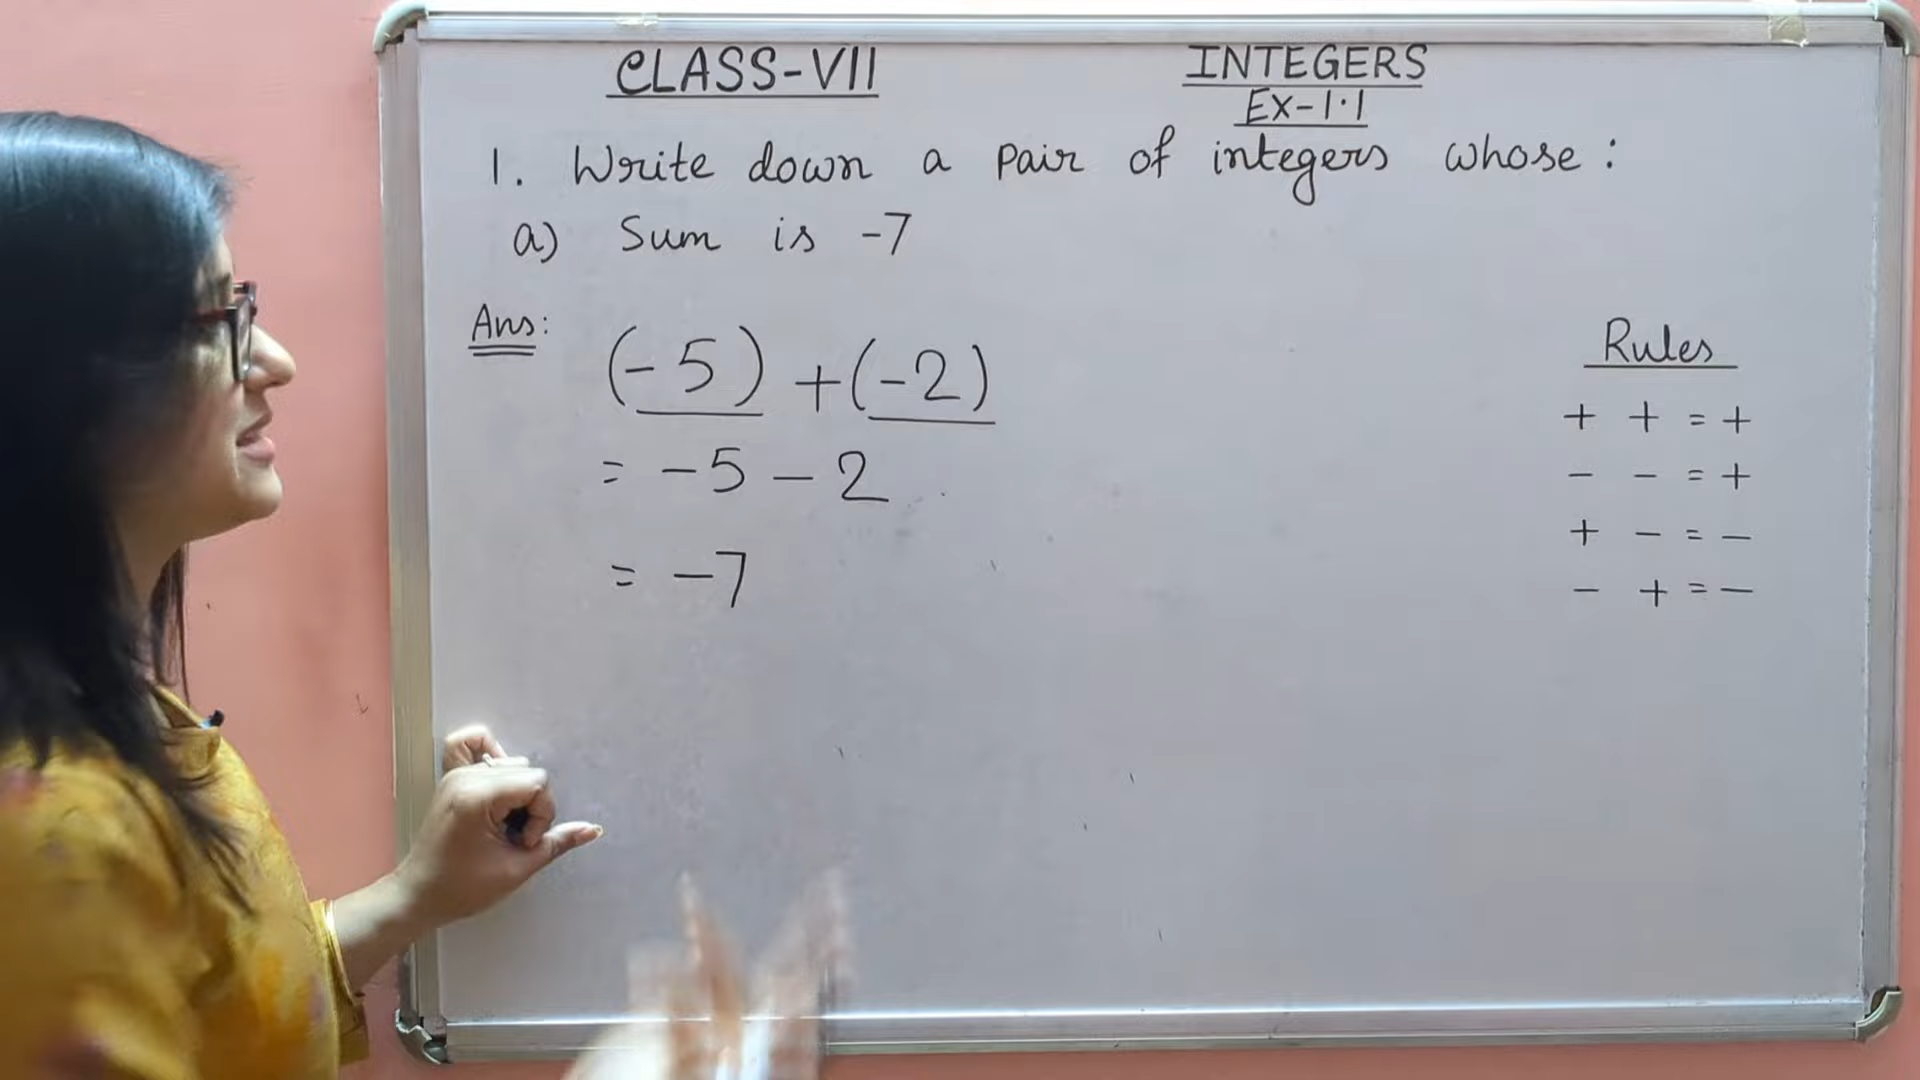 CLASS-VII
INTEGERS
Ex-1.1
1. Write down a pair of integers whose :
a) Sum is -7
Ans:
(-5) +(-2)
= -5 - 2
= -7
Rules
+ + = +
- - = +
+ - = -
- + = -